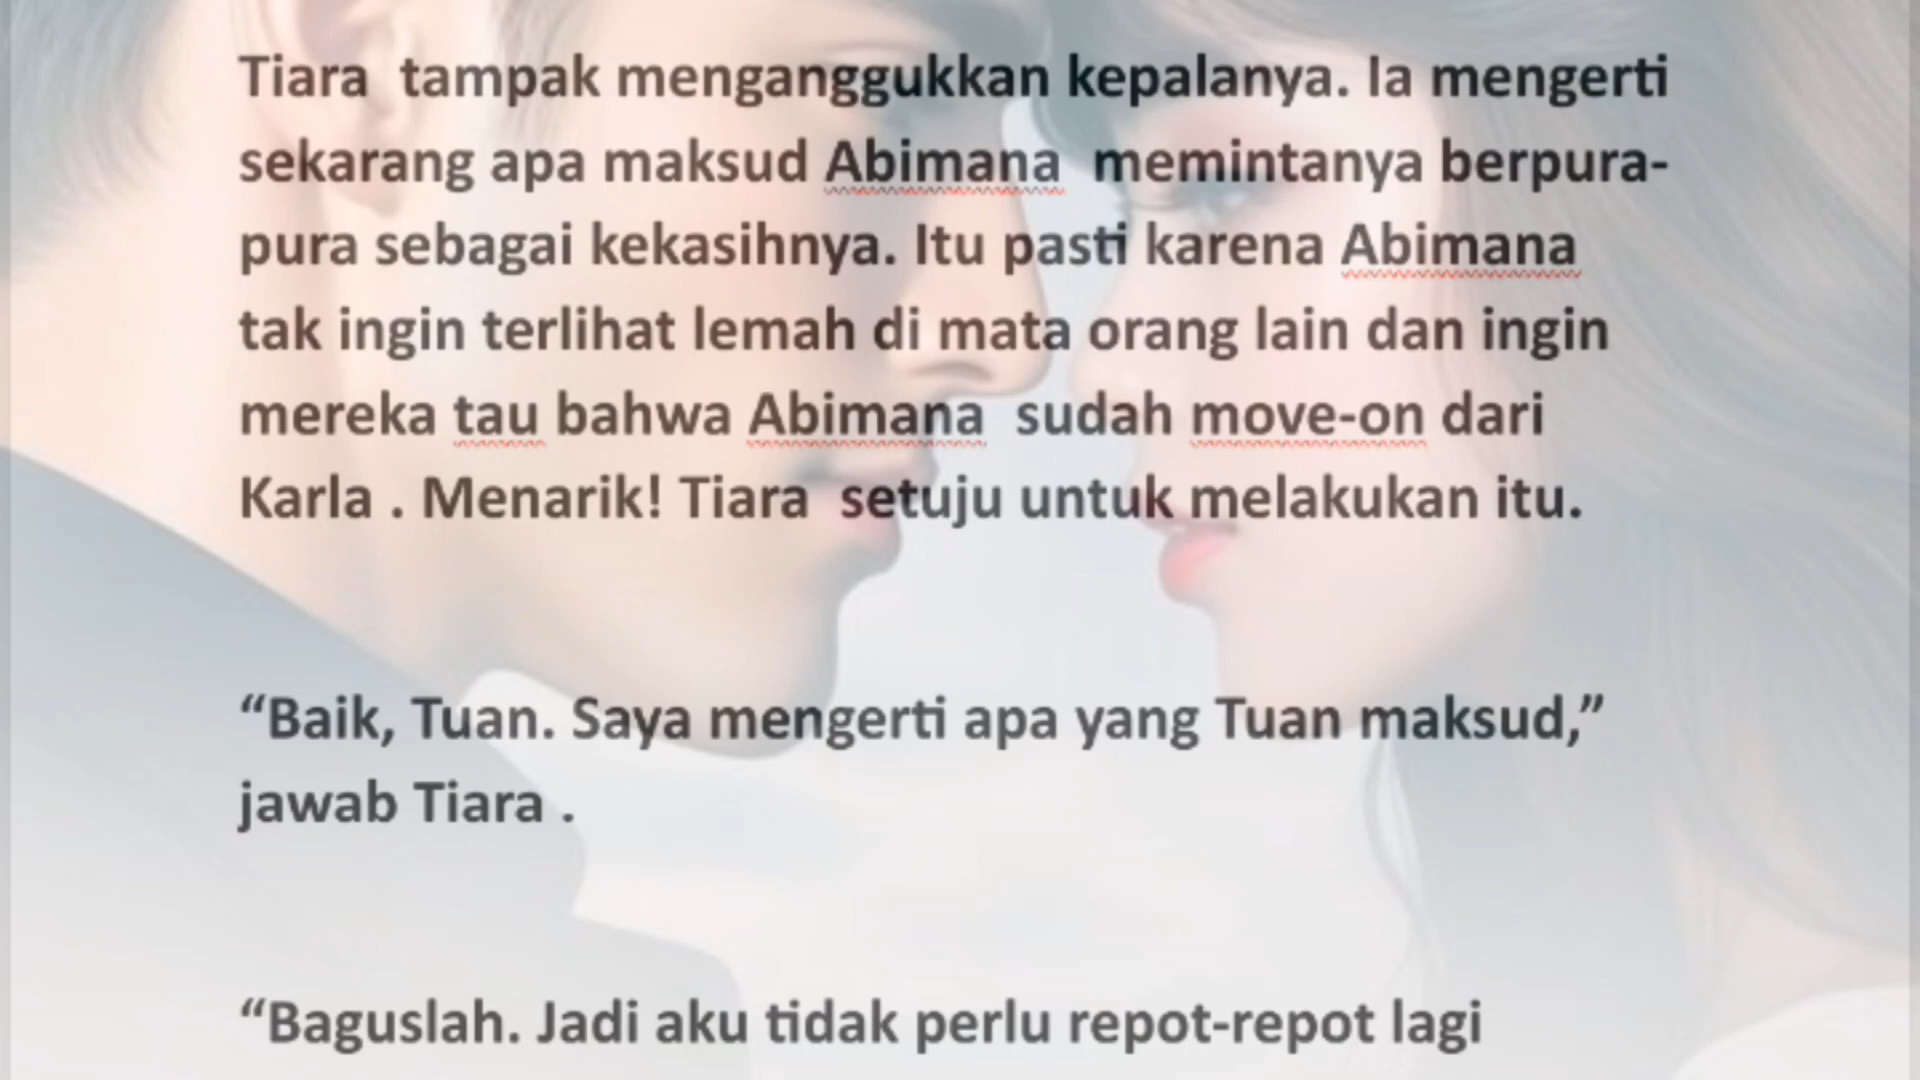 Tiara  tampak menganggukkan kepalanya. Ia mengerti
sekarang apa maksud Abimana  memintanya berpura-
pura sebagai kekasihnya. Itu pasti karena Abimana
tak ingin terlihat lemah di mata orang lain dan ingin
mereka tau bahwa Abimana  sudah move-on dari
Karla . Menarik! Tiara  setuju untuk melakukan itu.
“Baik, Tuan. Saya mengerti apa yang Tuan maksud,”
jawab Tiara .
“Baguslah. Jadi aku tidak perlu repot-repot lagi